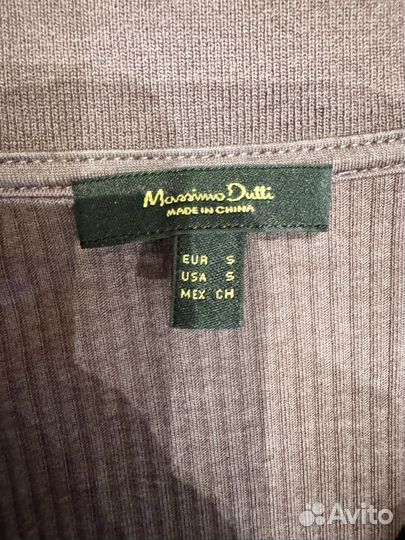 Massimo Dutti
MADE IN CHINA
EUR S
USA S
MEX CH
Avito